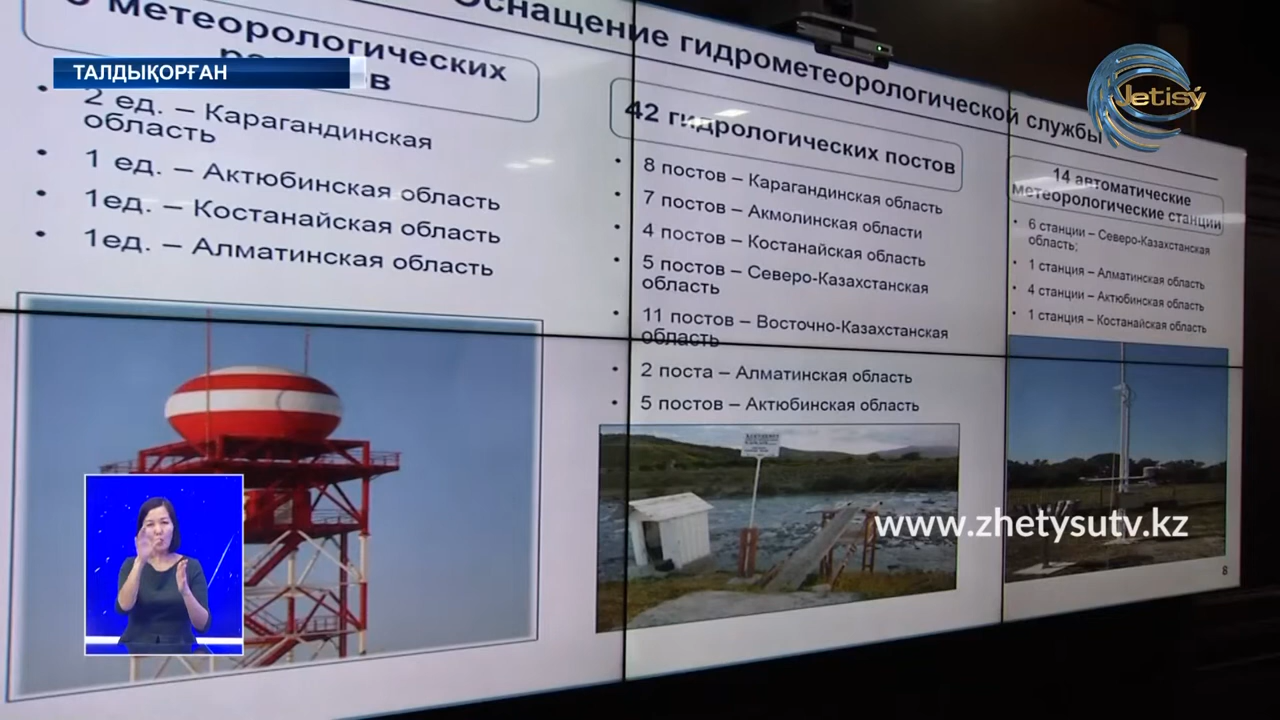 Оснащение гидрометеорологической службы
метеорологических
ТАЛДЫҚОРҒАН
2 ед. – Карагандинская
область
1 ед. – Актюбинская область
1ед. – Костанайская область
1ед. – Алматинская область
42 гидрологических постов
8 постов – Карагандинская область
7 постов – Акмолинская области
4 постов – Костанайская область
5 постов – Северо-Казахстанская
область
11 постов – Восточно-Казахстанская
область
2 поста – Алматинская область
5 постов – Актюбинская область
Jetisý
14 автоматические
метеорологические станции
6 станции – Северо-Казахстанская
область;
1 станция – Алматинская область
4 станции – Актюбинская область
1 станция – Костанайская область
www.zhetysutv.kz
8